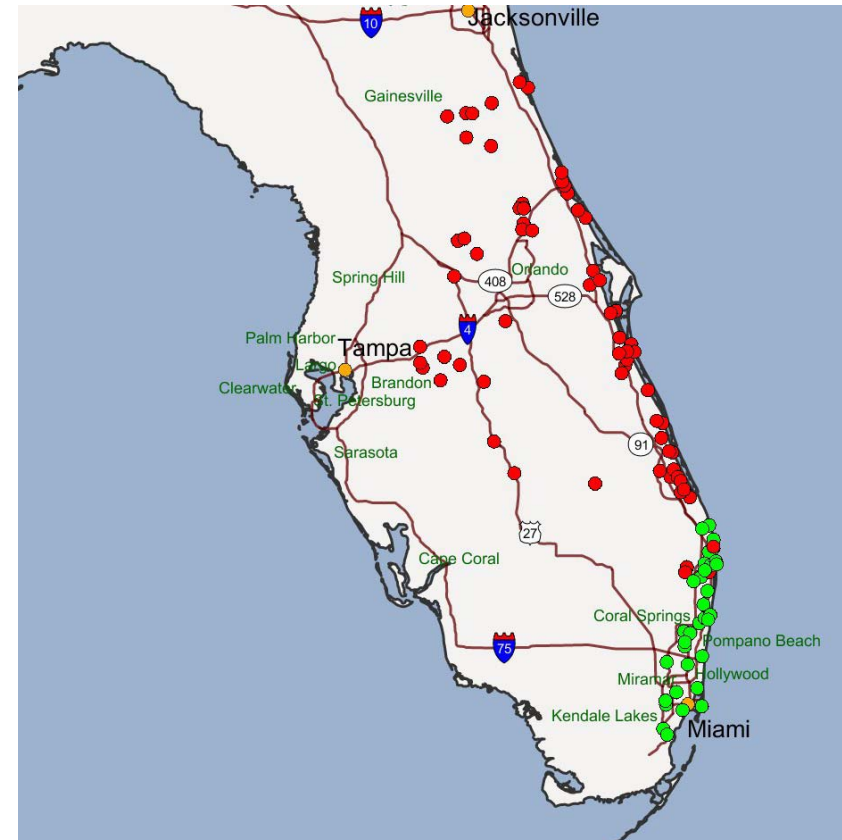 Jacksonville
10
Gainesville
Spring Hill
Orlando
408
528
4
Palm Harbor
Tampa
Largo
Clearwater
Brandon
St. Petersburg
91
Sarasota
27
Cape Coral
Coral Springs
75
Pompano Beach
Miramar
Hollywood
Kendale Lakes
Miami